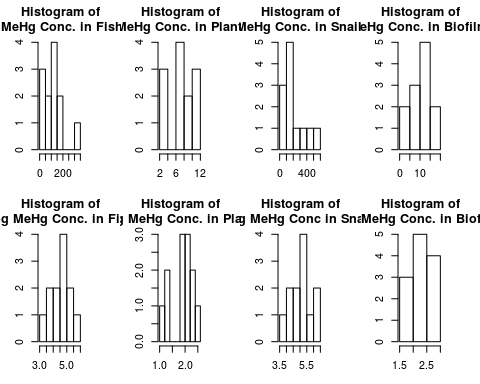 Histogram of Histogram of Histogram of Histogram of
MeHg Conc. in Fish MeHg Conc. in Plant MeHg Conc. in Snail MeHg Conc. in Biofilm
4 4 5 5
3 3 4 4
2 2 3 3
1 1 2 2
0 0 1 1
0 0
0 200 2 6 12 0 400 0 10
Histogram of Histogram of Histogram of Histogram of
g MeHg Conc. in Fi g MeHg Conc. in Pla g MeHg Conc in Sna MeHg Conc. in Biof
4 3.0 4 5
3 2.0 3 4
2 1.0 2 3
1 0.0 1 2
0 0 1
0
3.0 5.0 1.0 2.0 3.5 5.5 1.5 2.5